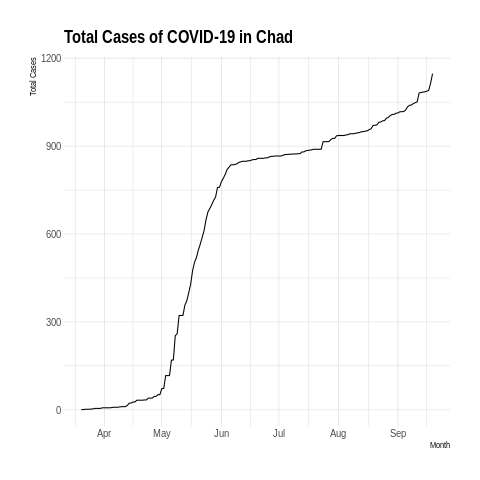 Total Cases of COVID-19 in Chad
Total Cases
1200
900
600
300
0
Apr May Jun Jul Aug Sep
Month